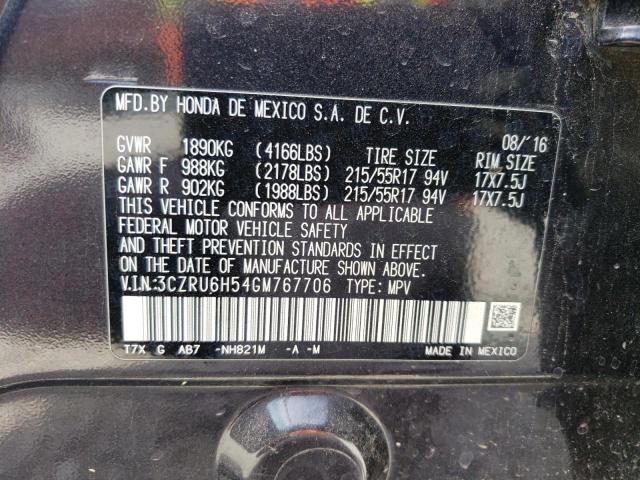 MFD.BY HONDA DE MEXICO S.A. DE C.V.
08/'16
GVWR 1890KG (4166LBS) TIRE SIZE RIM SIZE
GAWR F 988KG (2178LBS) 215/55R17 94V 17X7.5J
GAWR R 902KG (1988LBS) 215/55R17 94V 17X7.5J
THIS VEHICLE CONFORMS TO ALL APPLICABLE
FEDERAL MOTOR VEHICLE SAFETY
AND THEFT PREVENTION STANDARDS IN EFFECT
ON THE DATE OF MANUFACTURE SHOWN ABOVE.
V.I.N.:3CZRU6H54GM767706 TYPE: MPV
T7X G AB7 -NH821M -A -M MADE IN MEXICO